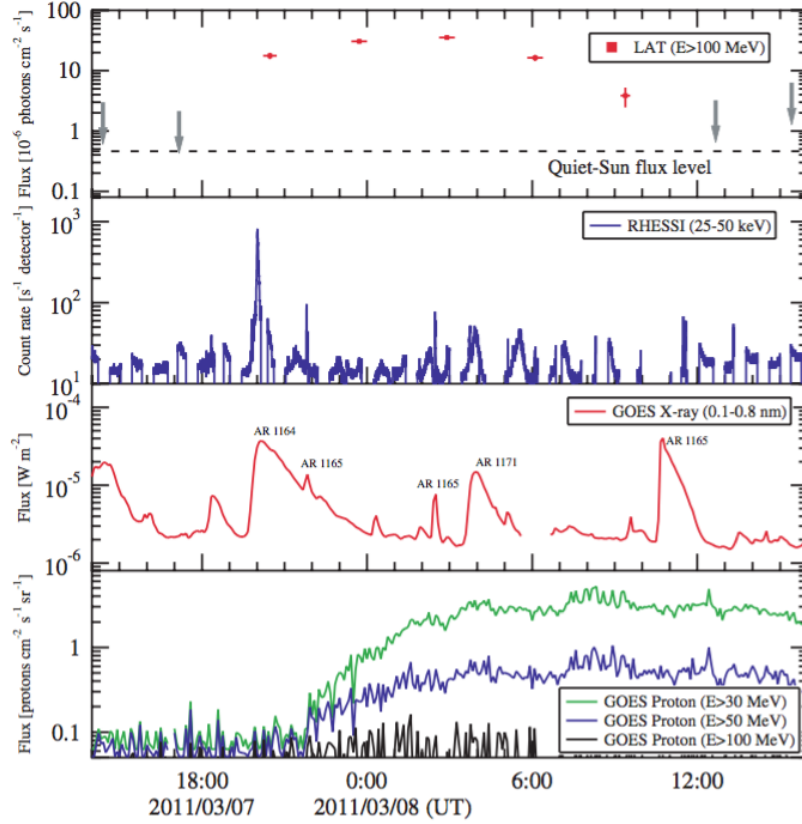 100
10
1
0.1
Flux [10⁻⁶ photons cm⁻² s⁻¹]
LAT (E>100 MeV)
Quiet-Sun flux level
10³
10²
10¹
Count rate [s⁻¹ detector⁻¹]
RHESSI (25-50 keV)
10⁻⁴
10⁻⁵
10⁻⁶
Flux [W m⁻²]
GOES X-ray (0.1-0.8 nm)
AR 1164
AR 1165
AR 1165
AR 1171
AR 1165
1
0.1
Flux [protons cm⁻² s⁻¹ sr⁻¹]
GOES Proton (E>30 MeV)
GOES Proton (E>50 MeV)
GOES Proton (E>100 MeV)
18:00
0:00
6:00
12:00
2011/03/07
2011/03/08 (UT)